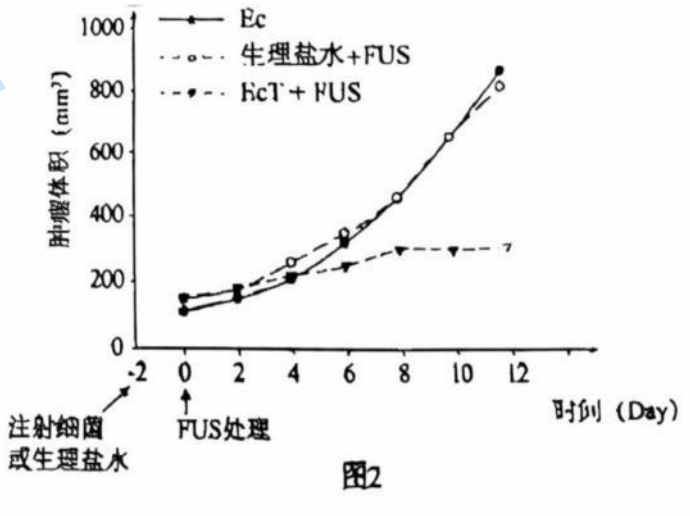 1000
800
600
400
200
0
肿瘤体积（mm³）
Ec
生理盐水+FUS
EcT + FUS
-2 0 2 4 6 8 10 12
时间（Day）
注射细菌
或生理盐水
FUS处理
图2